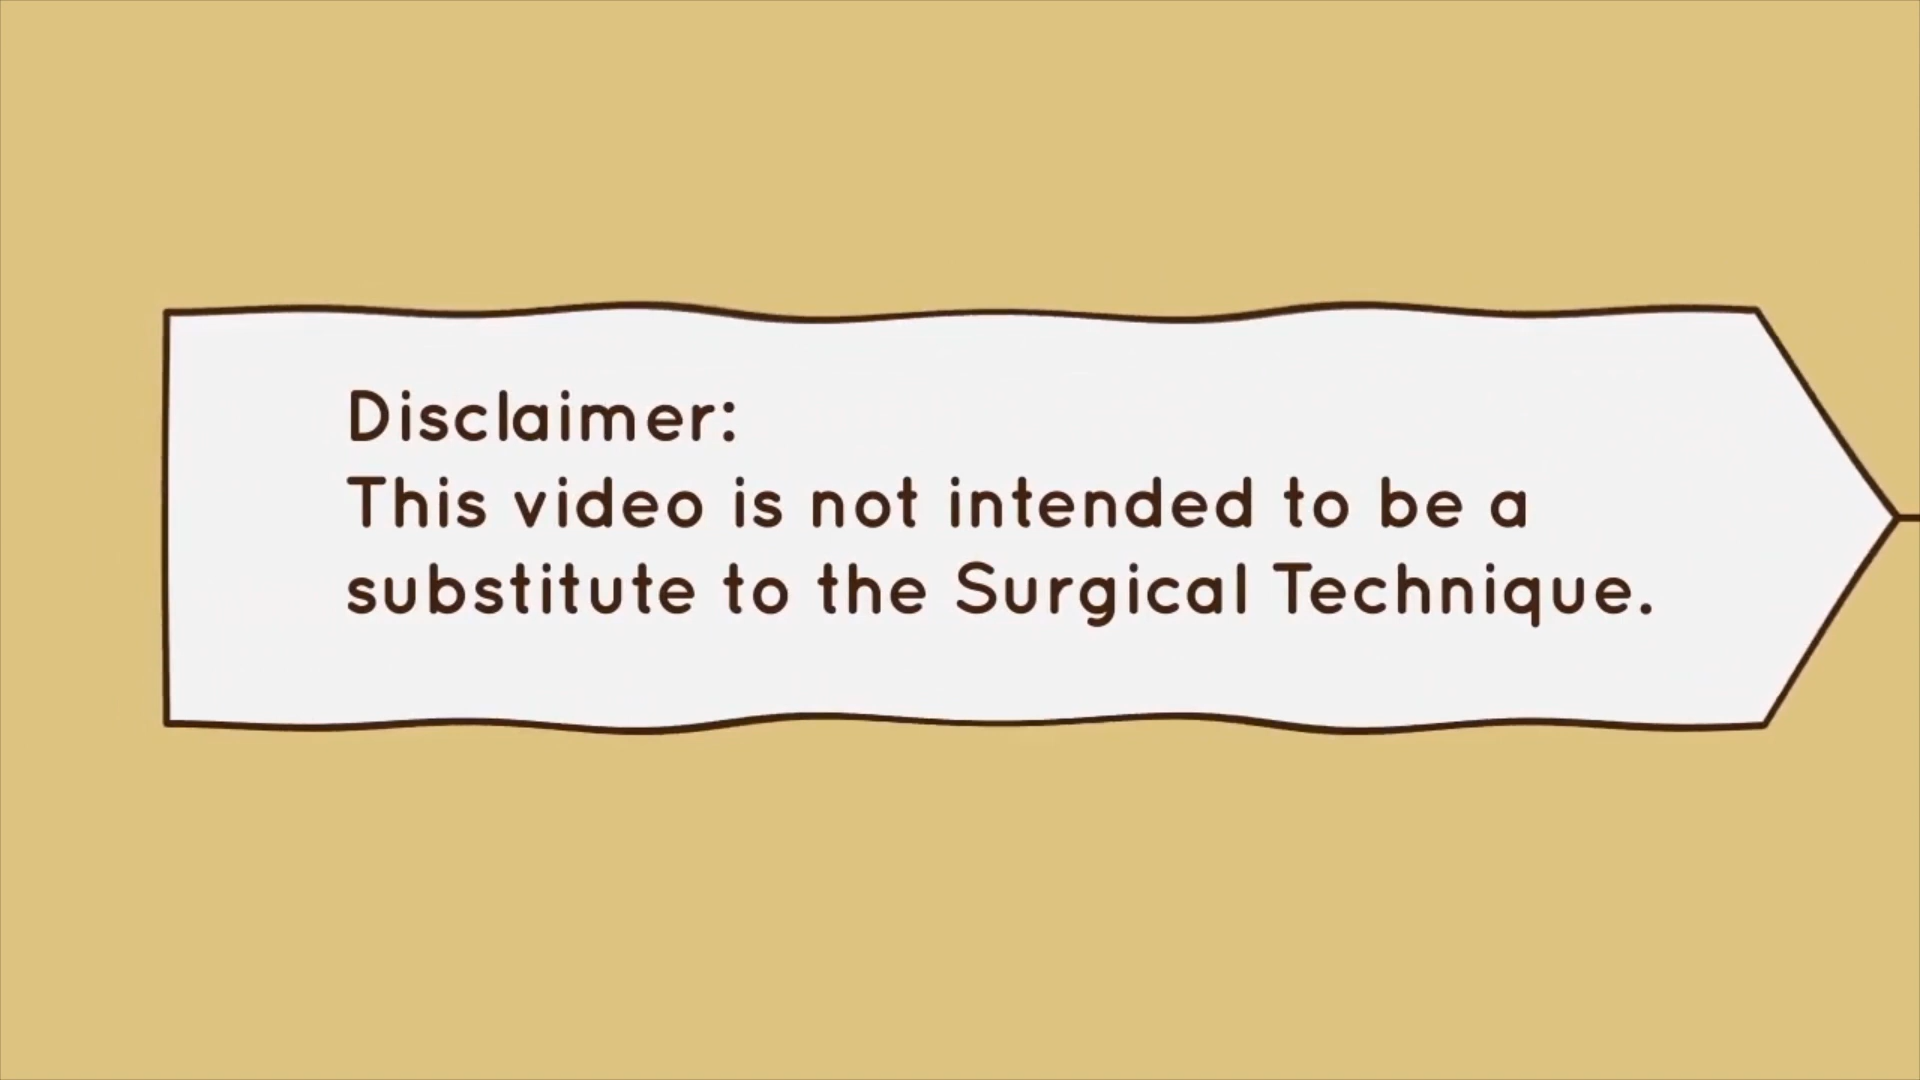 Disclaimer:
This video is not intended to be a
substitute to the Surgical Technique.